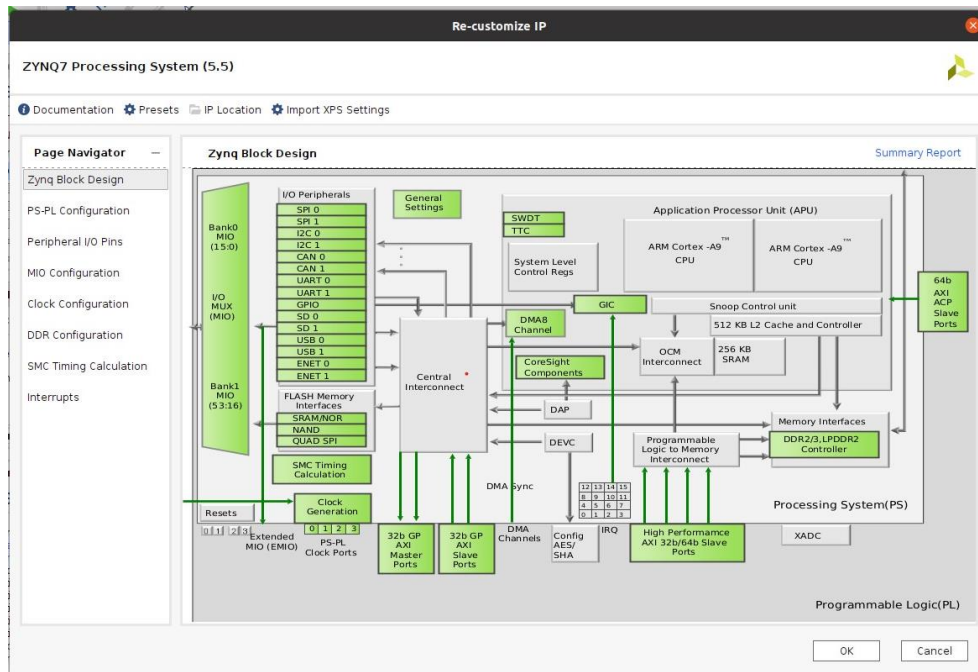 Re-customize IP
ZYNQ7 Processing System (5.5)
Documentation
Presets
IP Location
Import XPS Settings
Page Navigator
Zynq Block Design
PS-PL Configuration
Peripheral I/O Pins
MIO Configuration
Clock Configuration
DDR Configuration
SMC Timing Calculation
Interrupts
Zynq Block Design
Summary Report
Bank0
MIO
(15:0)
I/O
MUX
(MIO)
Bank1
MIO
(53:16)
I/O Peripherals
SPI 0
SPI 1
I2C 0
I2C 1
CAN 0
CAN 1
UART 0
UART 1
GPIO
SD 0
SD 1
USB 0
USB 1
ENET 0
ENET 1
FLASH Memory
Interfaces
SRAM/NOR
NAND
QUAD SPI
SMC Timing
Calculation
Clock
Generation
Resets
0 1 2 3
Extended
MIO (EMIO)
0 1 2 3
PS-PL
Clock Ports
General
Settings
Central
Interconnect
32b GP
AXI
Master
Ports
32b GP
AXI
Slave
Ports
Application Processor Unit (APU)
SWDT
TTC
System Level
Control Regs
ARM Cortex -A9™
CPU
ARM Cortex -A9™
CPU
GIC
Snoop Control unit
512 KB L2 Cache and Controller
DMA8
Channel
OCM
Interconnect
256 KB
SRAM
CoreSight
Components
DAP
DEVC
DMA Sync
DMA
Channels
Config
AES/
SHA
12 13 14 15
8 9 10 11
4 5 6 7
0 1 2 3
IRQ
Programmable
Logic to Memory
Interconnect
Memory Interfaces
DDR2/3,LPDDR2
Controller
64b
AXI
ACP
Slave
Ports
High Performamce
AXI 32b/64b Slave
Ports
Processing System(PS)
XADC
Programmable Logic(PL)
OK
Cancel